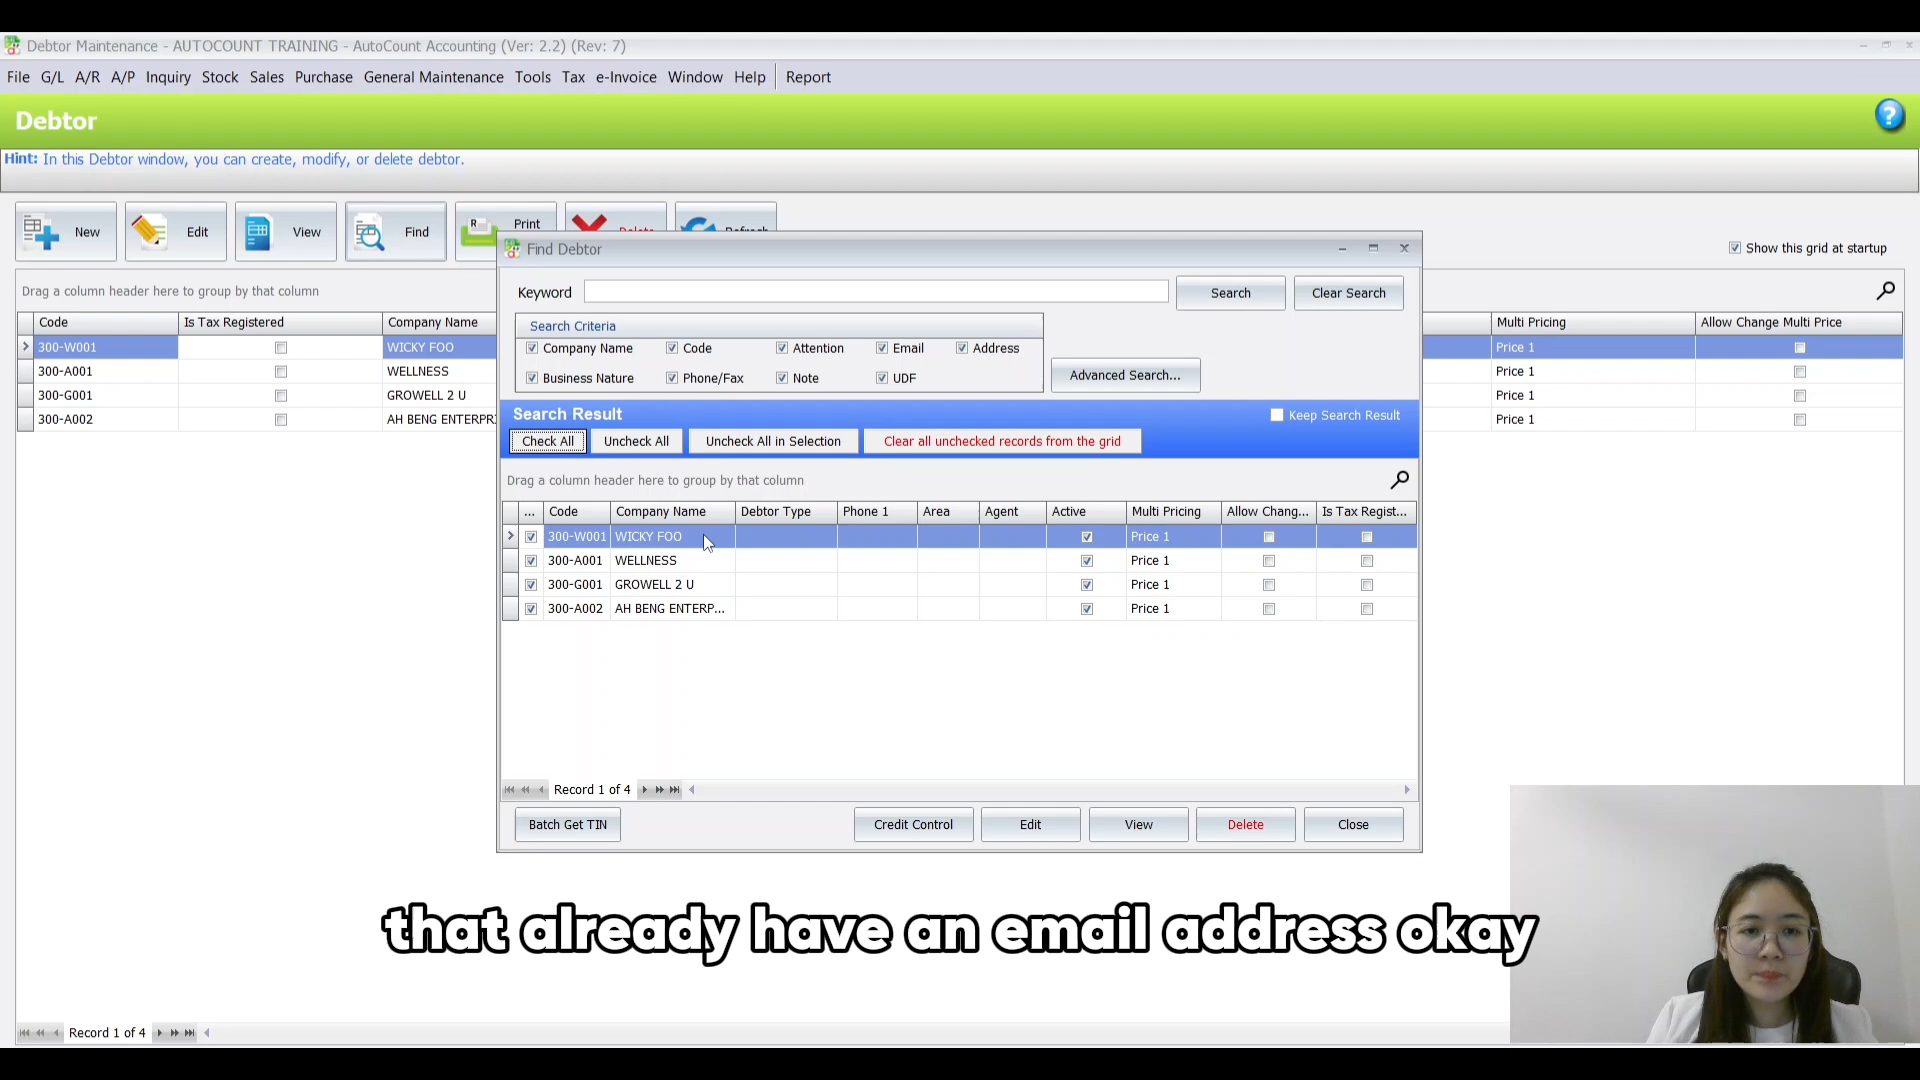 Debtor Maintenance - AUTOCOUNT TRAINING - AutoCount Accounting (Ver: 2.2) (Rev: 7)
File G/L A/R A/P Inquiry Stock Sales Purchase General Maintenance Tools Tax e-Invoice Window Help Report
Debtor
Hint: In this Debtor window, you can create, modify, or delete debtor.
New Edit View Find Print Delete Refresh
Show this grid at startup
Drag a column header here to group by that column
Code Is Tax Registered Company Name Multi Pricing Allow Change Multi Price
300-W001 WICKY FOO Price 1
300-A001 WELLNESS Price 1
300-G001 GROWELL 2 U Price 1
300-A002 AH BENG ENTERPR Price 1
Find Debtor
Keyword Search Clear Search
Search Criteria
Company Name Code Attention Email Address
Business Nature Phone/Fax Note UDF
Advanced Search...
Search Result
Keep Search Result
Check All Uncheck All Uncheck All in Selection Clear all unchecked records from the grid
Drag a column header here to group by that column
... Code Company Name Debtor Type Phone 1 Area Agent Active Multi Pricing Allow Chang... Is Tax Regist...
300-W001 WICKY FOO Price 1
300-A001 WELLNESS Price 1
300-G001 GROWELL 2 U Price 1
300-A002 AH BENG ENTERP... Price 1
Record 1 of 4
Batch Get TIN Credit Control Edit View Delete Close
that already have an email address okay
Record 1 of 4